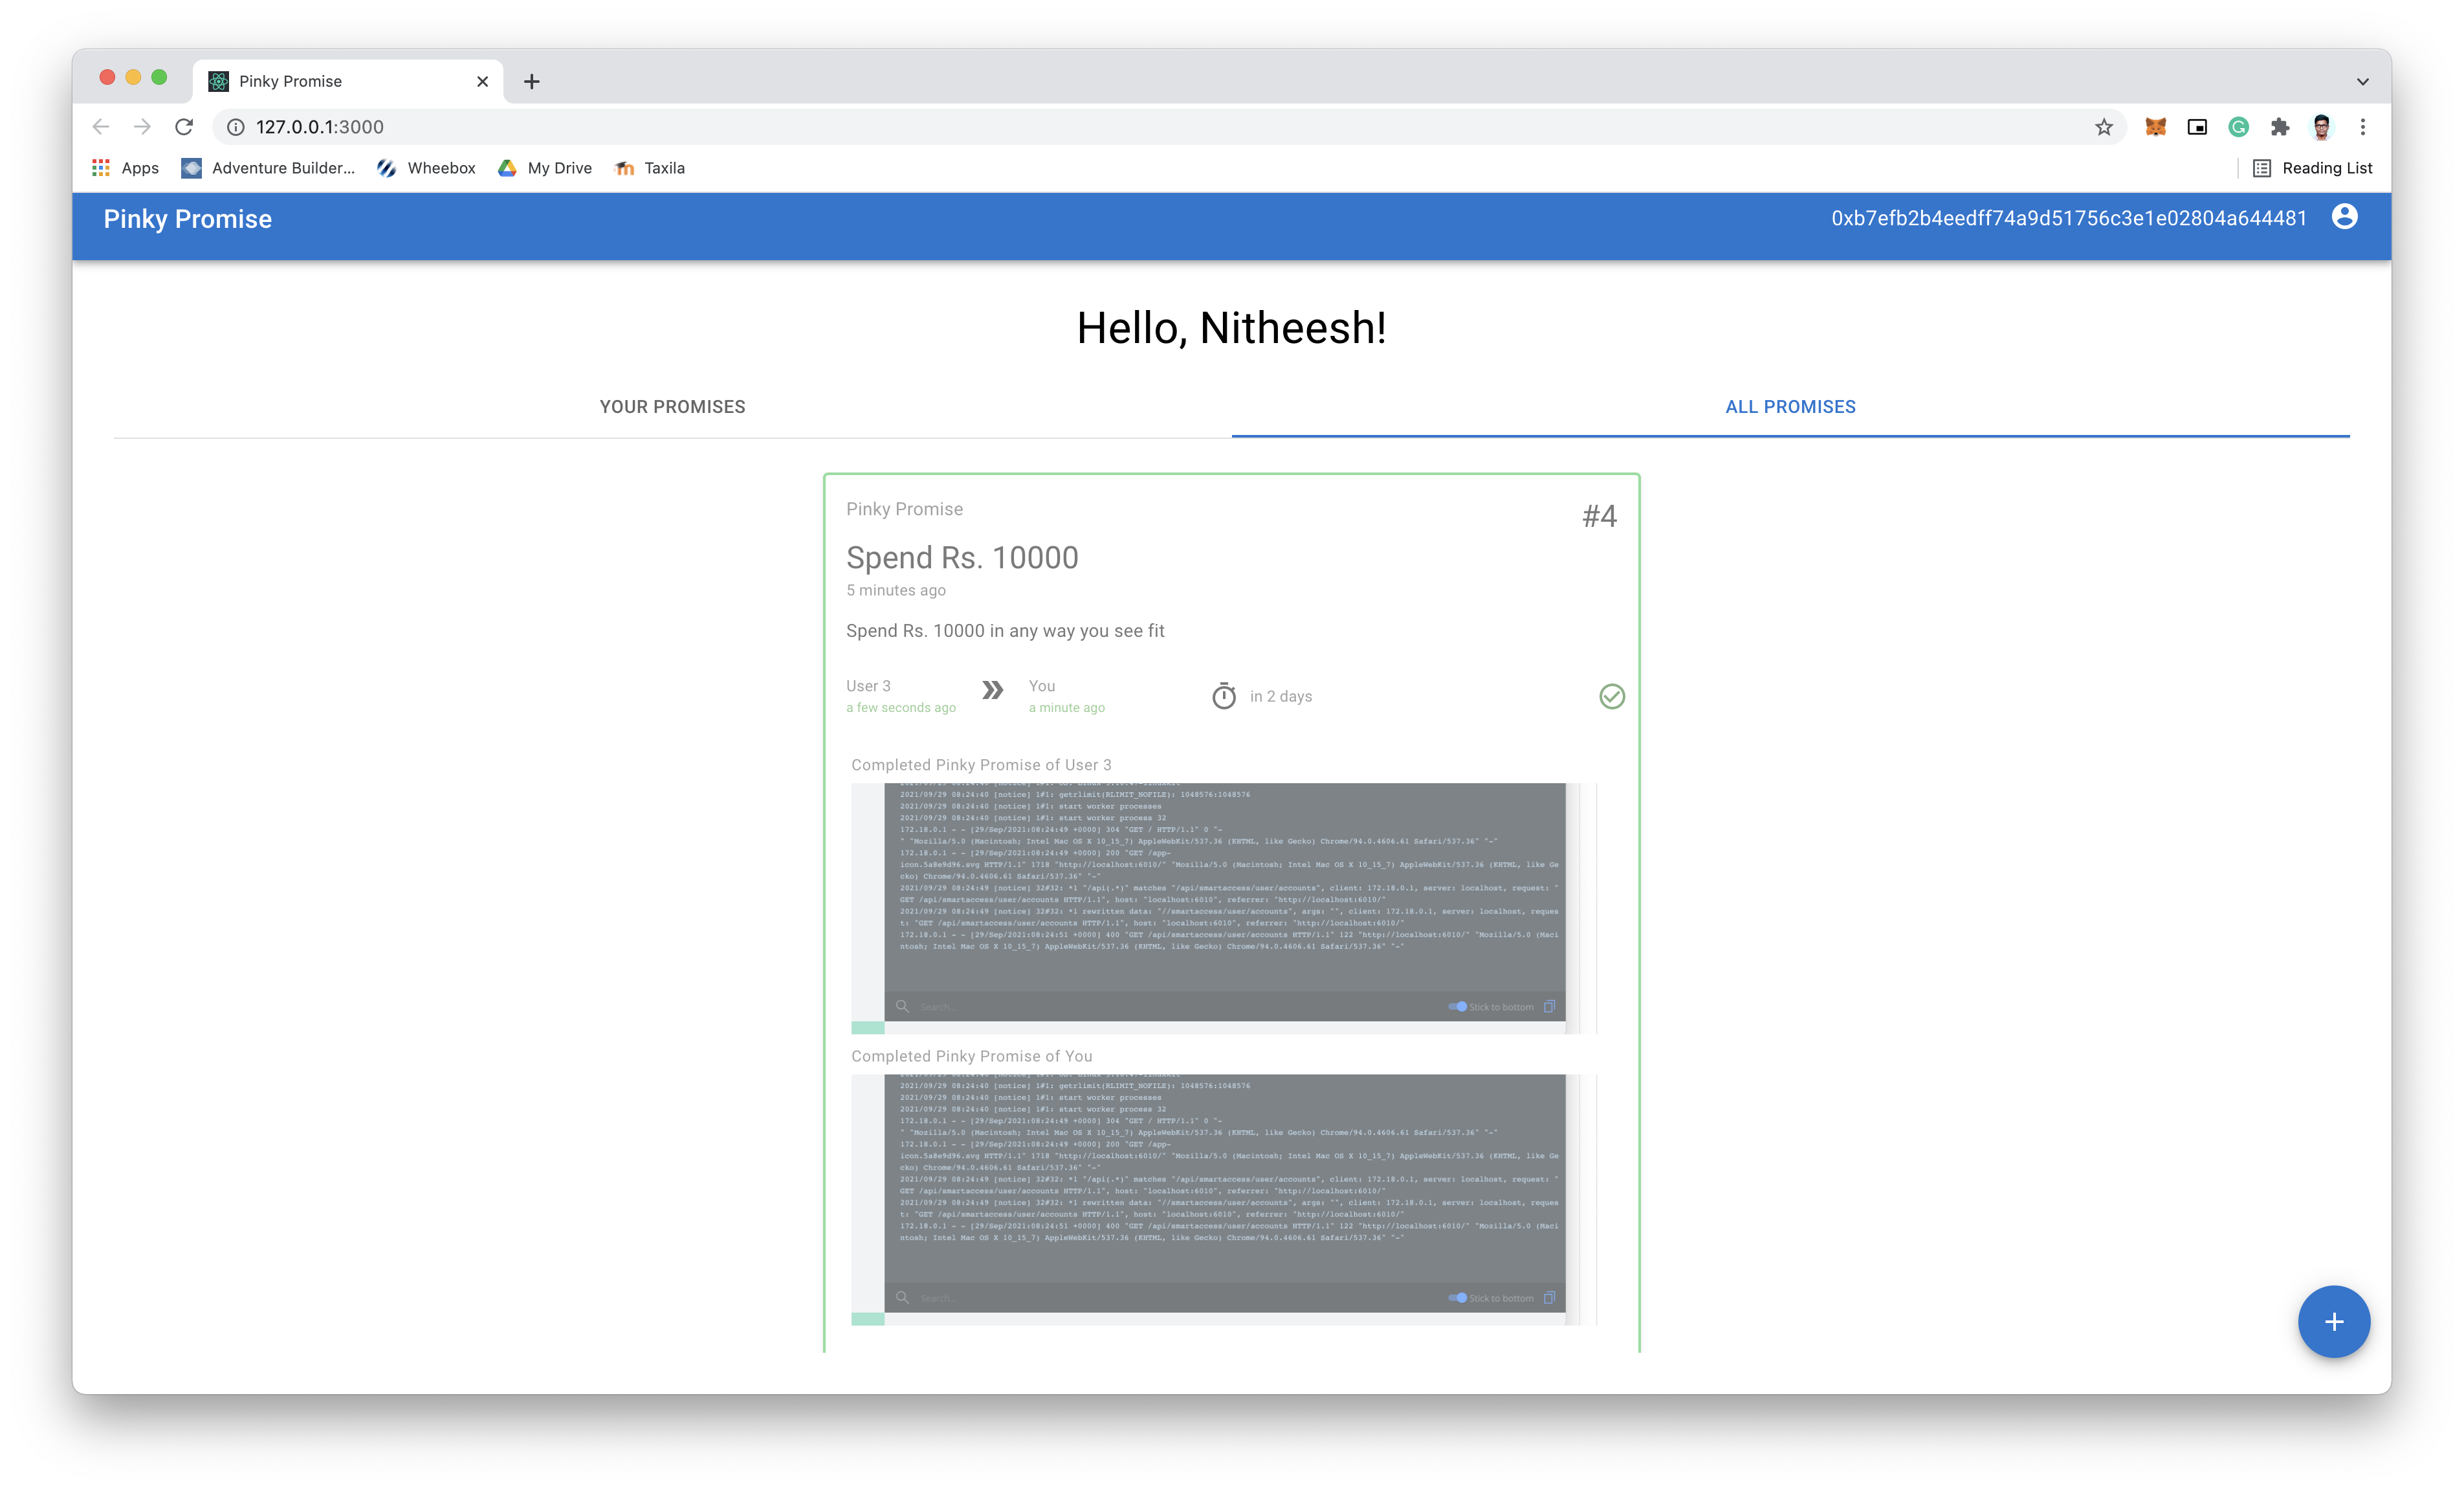 Pinky Promise
127.0.0.1:3000
Apps
Adventure Builder...
Wheebox
My Drive
Taxila
Reading List
Pinky Promise
0xb7efb2b4eedff74a9d51756c3e1e02804a644481
Hello, Nitheesh!
YOUR PROMISES
ALL PROMISES
Pinky Promise
#4
Spend Rs. 10000
5 minutes ago
Spend Rs. 10000 in any way you see fit
User 3
a few seconds ago
You
a minute ago
in 2 days
Completed Pinky Promise of User 3
2021/09/29 08:24:40 [notice] 1#1: getrlimit(RLIMIT_NOFILE): 1048576:1048576
2021/09/29 08:24:40 [notice] 1#1: start worker processes
2021/09/29 08:24:40 [notice] 1#1: start worker process 32
172.18.0.1 - - [29/Sep/2021:08:24:49 +0000] 304 "GET / HTTP/1.1" 0 "-
" "Mozilla/5.0 (Macintosh; Intel Mac OS X 10_15_7) AppleWebKit/537.36 (KHTML, like Gecko) Chrome/94.0.4606.61 Safari/537.36" "-"
172.18.0.1 - - [29/Sep/2021:08:24:49 +0000] 200 "GET /app-
icon.5a8e9d96.svg HTTP/1.1" 1718 "http://localhost:6010/" "Mozilla/5.0 (Macintosh; Intel Mac OS X 10_15_7) AppleWebKit/537.36 (KHTML, like Ge
cko) Chrome/94.0.4606.61 Safari/537.36" "-"
2021/09/29 08:24:49 [notice] 32#32: *1 "/api(.*)" matches "/api/smartaccess/user/accounts", client: 172.18.0.1, server: localhost, request: "
GET /api/smartaccess/user/accounts HTTP/1.1", host: "localhost:6010", referrer: "http://localhost:6010/"
2021/09/29 08:24:49 [notice] 32#32: *1 rewritten data: "//smartaccess/user/accounts", args: "", client: 172.18.0.1, server: localhost, reques
t: "GET /api/smartaccess/user/accounts HTTP/1.1", host: "localhost:6010", referrer: "http://localhost:6010/"
172.18.0.1 - - [29/Sep/2021:08:24:51 +0000] 400 "GET /api/smartaccess/user/accounts HTTP/1.1" 122 "http://localhost:6010/" "Mozilla/5.0 (Maci
ntosh; Intel Mac OS X 10_15_7) AppleWebKit/537.36 (KHTML, like Gecko) Chrome/94.0.4606.61 Safari/537.36" "-"
Search...
Stick to bottom
Completed Pinky Promise of You
2021/09/29 08:24:40 [notice] 1#1: getrlimit(RLIMIT_NOFILE): 1048576:1048576
2021/09/29 08:24:40 [notice] 1#1: start worker processes
2021/09/29 08:24:40 [notice] 1#1: start worker process 32
172.18.0.1 - - [29/Sep/2021:08:24:49 +0000] 304 "GET / HTTP/1.1" 0 "-
" "Mozilla/5.0 (Macintosh; Intel Mac OS X 10_15_7) AppleWebKit/537.36 (KHTML, like Gecko) Chrome/94.0.4606.61 Safari/537.36" "-"
172.18.0.1 - - [29/Sep/2021:08:24:49 +0000] 200 "GET /app-
icon.5a8e9d96.svg HTTP/1.1" 1718 "http://localhost:6010/" "Mozilla/5.0 (Macintosh; Intel Mac OS X 10_15_7) AppleWebKit/537.36 (KHTML, like Ge
cko) Chrome/94.0.4606.61 Safari/537.36" "-"
2021/09/29 08:24:49 [notice] 32#32: *1 "/api(.*)" matches "/api/smartaccess/user/accounts", client: 172.18.0.1, server: localhost, request: "
GET /api/smartaccess/user/accounts HTTP/1.1", host: "localhost:6010", referrer: "http://localhost:6010/"
2021/09/29 08:24:49 [notice] 32#32: *1 rewritten data: "//smartaccess/user/accounts", args: "", client: 172.18.0.1, server: localhost, reques
t: "GET /api/smartaccess/user/accounts HTTP/1.1", host: "localhost:6010", referrer: "http://localhost:6010/"
172.18.0.1 - - [29/Sep/2021:08:24:51 +0000] 400 "GET /api/smartaccess/user/accounts HTTP/1.1" 122 "http://localhost:6010/" "Mozilla/5.0 (Maci
ntosh; Intel Mac OS X 10_15_7) AppleWebKit/537.36 (KHTML, like Gecko) Chrome/94.0.4606.61 Safari/537.36" "-"
Search...
Stick to bottom